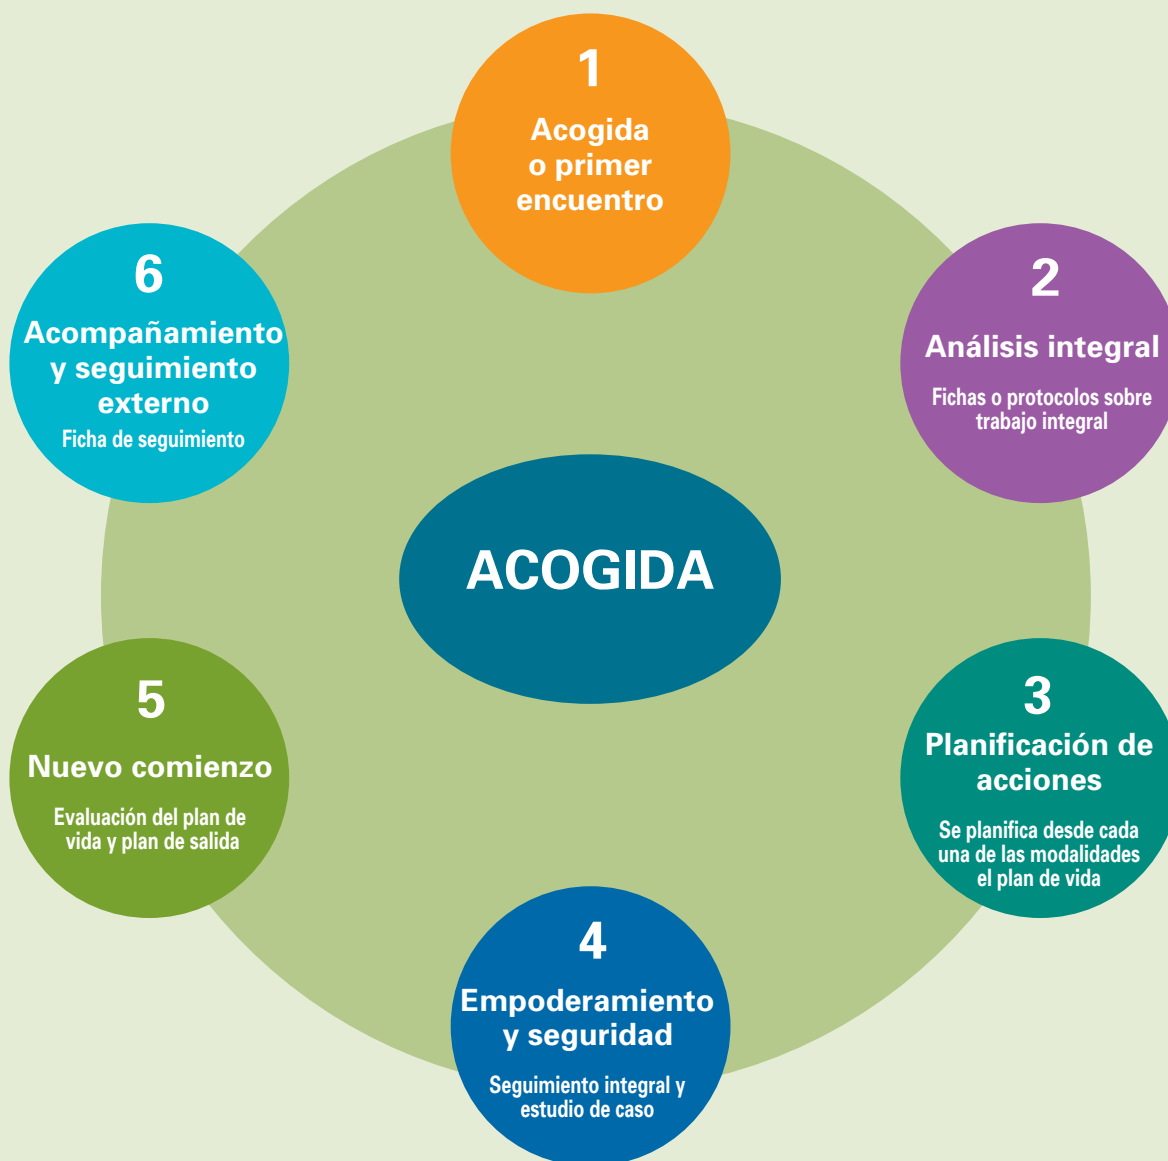 1
Acogida
o primer
encuentro
2
Análisis integral
Fichas o protocolos sobre
trabajo integral
3
Planificación de
acciones
Se planifica desde cada
una de las modalidades
el plan de vida
4
Empoderamiento
y seguridad
Seguimiento integral y
estudio de caso
5
Nuevo comienzo
Evaluación del plan de
vida y plan de salida
6
Acompañamiento
y seguimiento
externo
Ficha de seguimiento
ACOGIDA